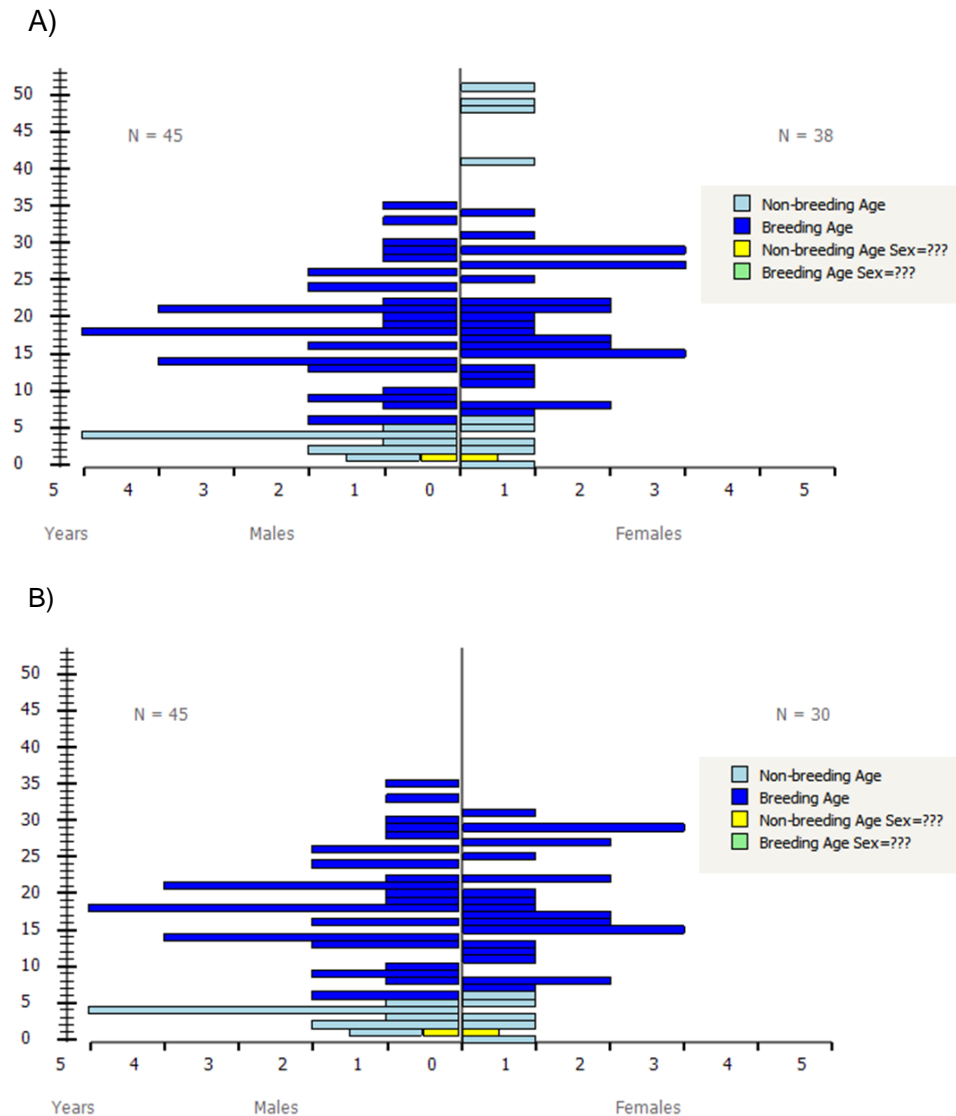 A)
50
N = 45
N = 38
45
40
35
Non-breeding Age
Breeding Age
Non-breeding Age Sex=???
Breeding Age Sex=???
30
25
20
15
10
5
0
5 4 3 2 1 0 1 2 3 4 5
Years Males Females
B)
50
45
N = 45
N = 30
40
35
Non-breeding Age
Breeding Age
Non-breeding Age Sex=???
Breeding Age Sex=???
30
25
20
15
10
5
0
5 4 3 2 1 0 1 2 3 4 5
Years Males Females